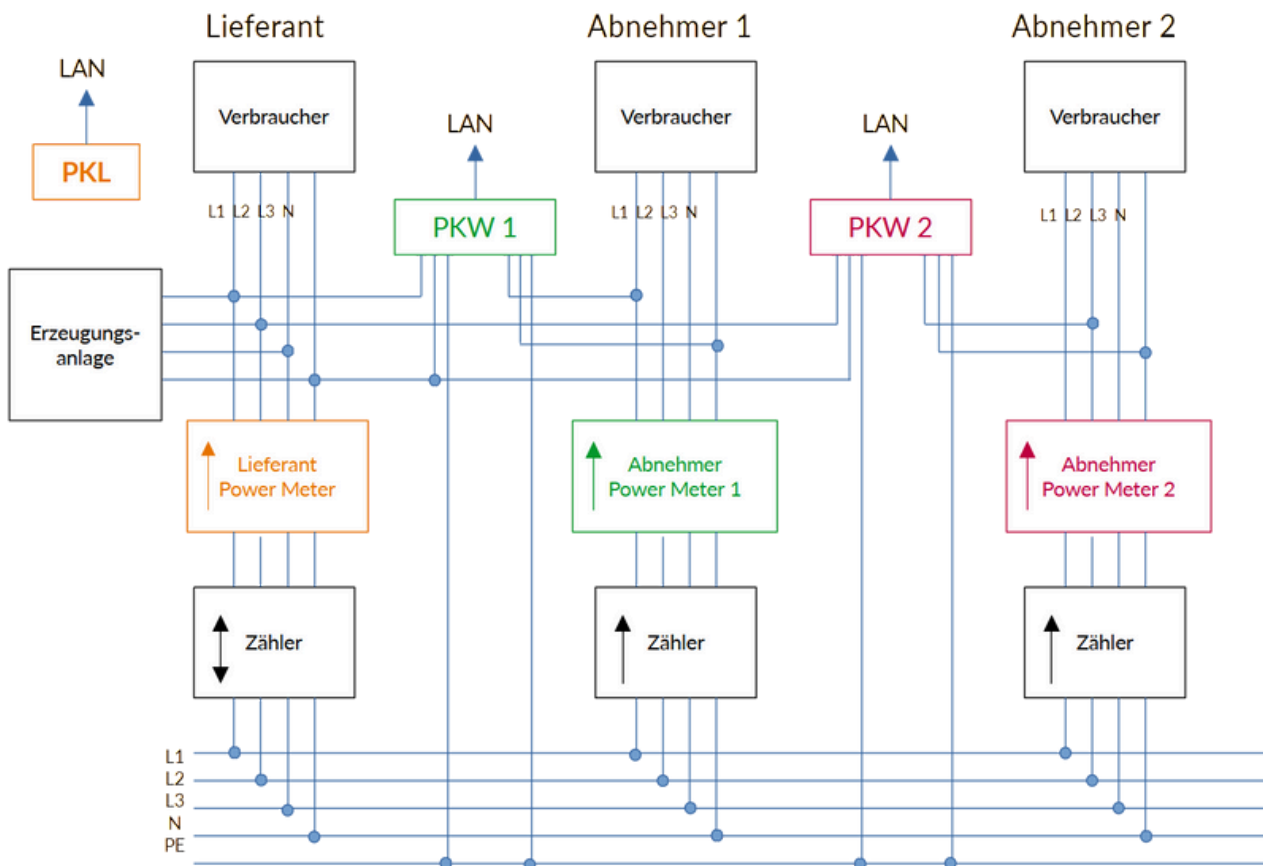 Lieferant
Abnehmer 1
Abnehmer 2
LAN
Verbraucher
LAN
Verbraucher
LAN
Verbraucher
PKL
L1 L2 L3 N
PKW 1
L1 L2 L3 N
PKW 2
L1 L2 L3 N
Erzeugungs-
anlage
Lieferant
Power Meter
Abnehmer
Power Meter 1
Abnehmer
Power Meter 2
Zähler
Zähler
Zähler
L1
L2
L3
N
PE